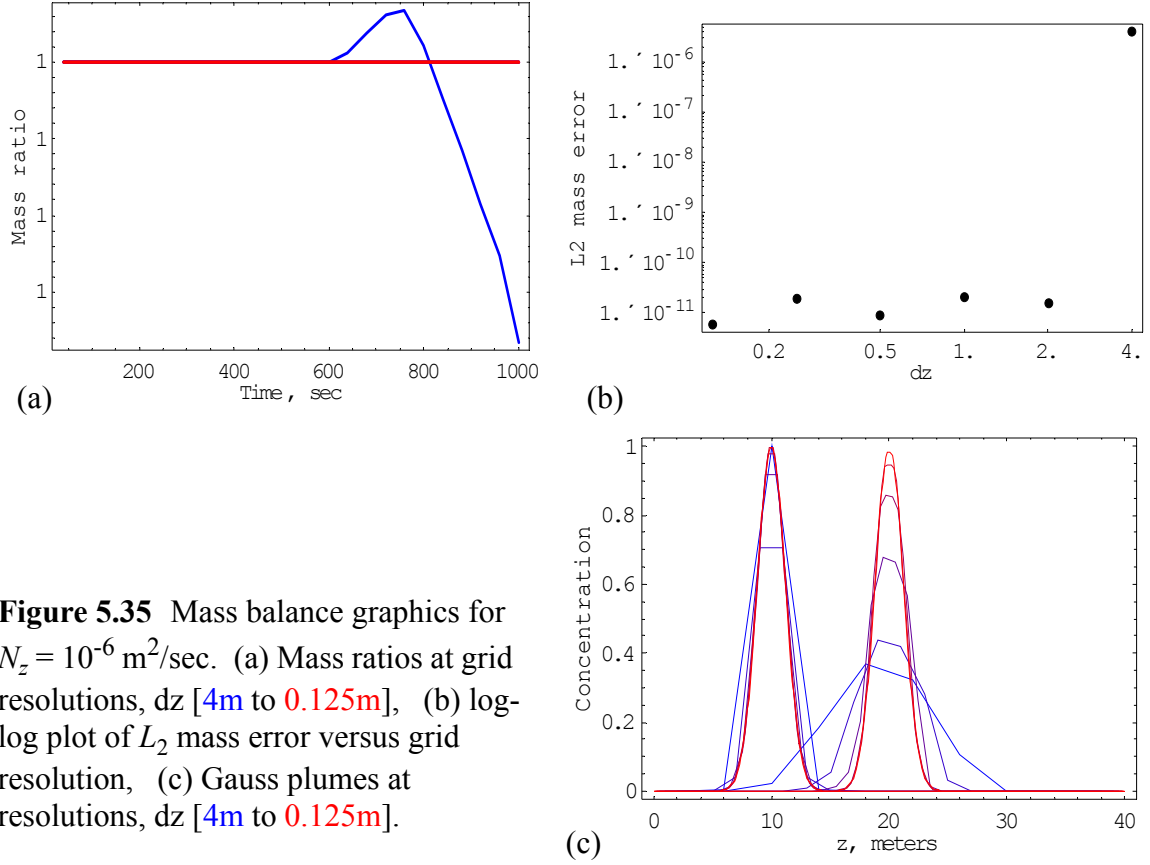 Mass ratio
1
1
1
1
200
400
600
800
1000
Time, sec
(a)
L2 mass error
1.´10-6
1.´10-7
1.´10-8
1.´10-9
1.´10-10
1.´10-11
0.2
0.5
1.
2.
4.
dz
(b)
Figure 5.35 Mass balance graphics for
Nz = 10-6 m2/sec. (a) Mass ratios at grid
resolutions, dz [4m to 0.125m], (b) log-
log plot of L2 mass error versus grid
resolution, (c) Gauss plumes at
resolutions, dz [4m to 0.125m].
Concentration
1
0.8
0.6
0.4
0.2
0
0
10
20
30
40
z, meters
(c)